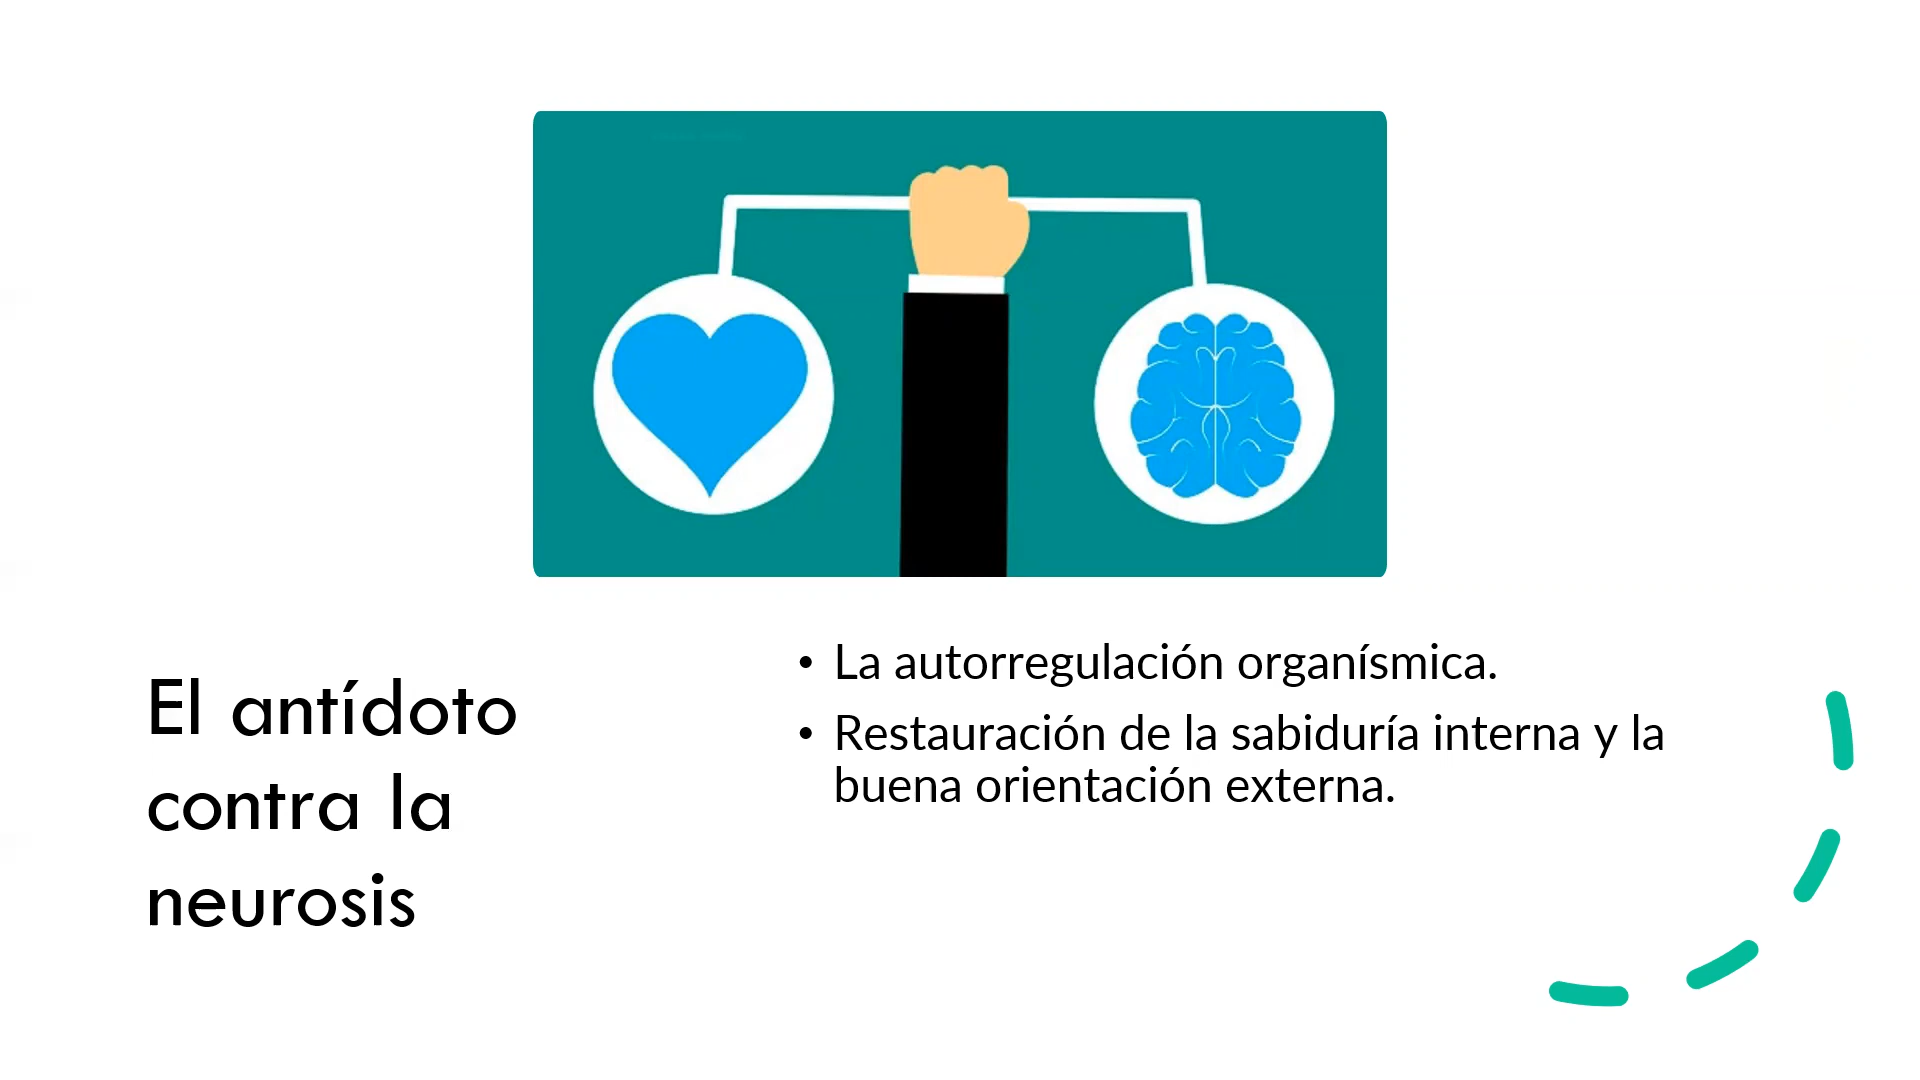 El antídoto
contra la
neurosis
• La autorregulación organísmica.
• Restauración de la sabiduría interna y la
buena orientación externa.